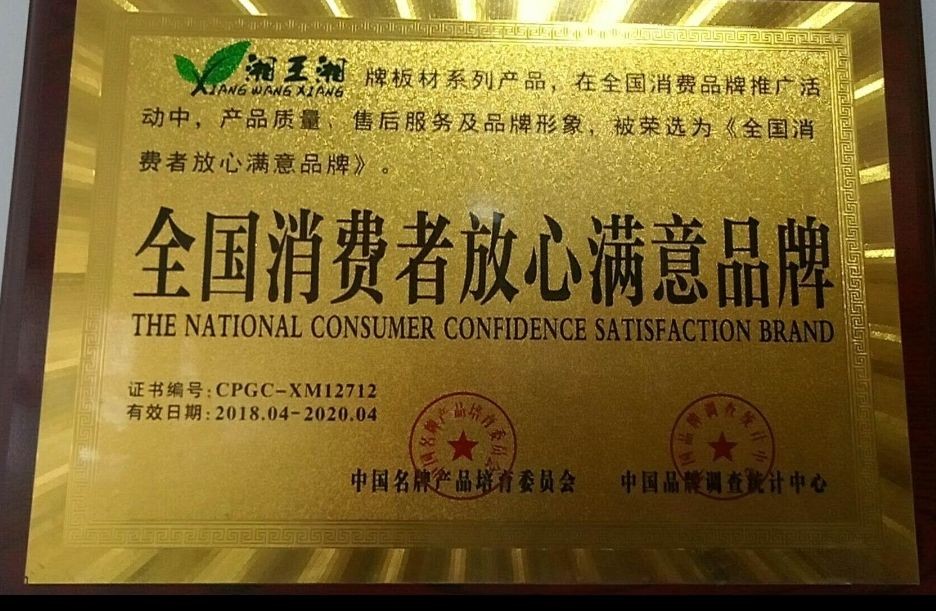 湘王湘 牌板材系列产品，在全国消费品牌推广活
XIANG WANG XIANG
动中，产品质量、售后服务及品牌形象，被荣选为《全国消
费者放心满意品牌》。
全国消费者放心满意品牌
THE NATIONAL CONSUMER CONFIDENCE SATISFACTION BRAND
证书编号:CPGC-XM12712
有效日期:2018.04-2020.04
中国名牌产品培育委员会
中国品牌调查统计中心